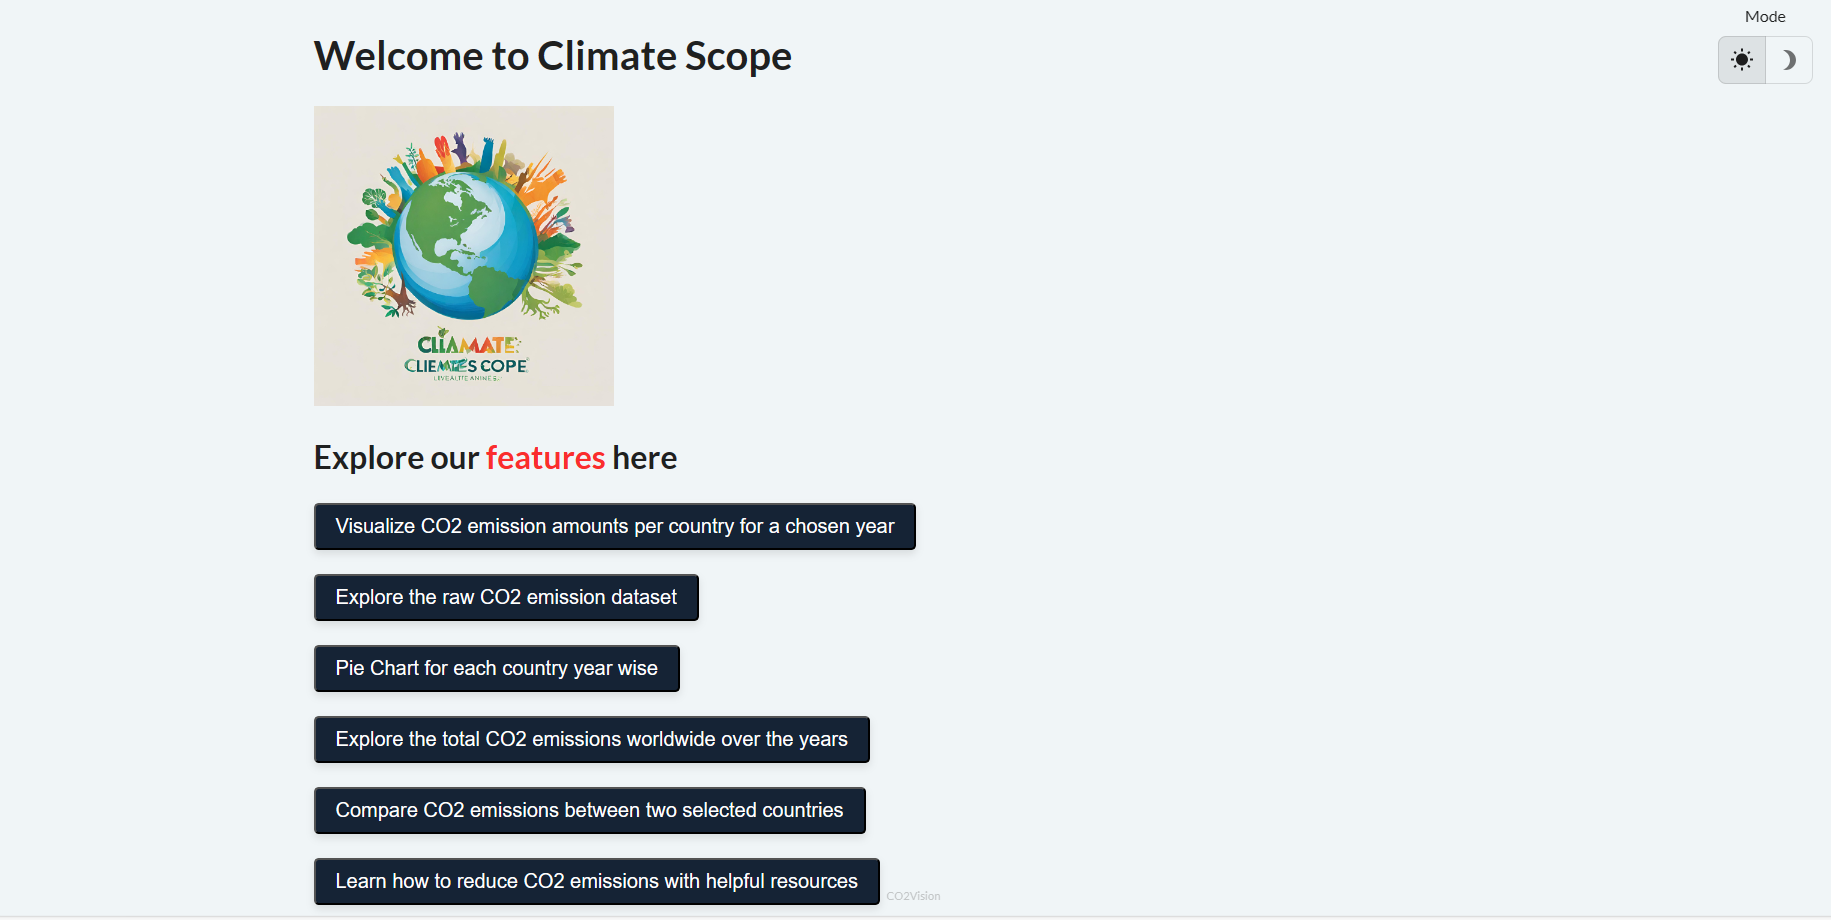 Mode
Welcome to Climate Scope
CLIAMATE
CLIEMTES COPE
Explore our features here
Visualize CO2 emission amounts per country for a chosen year
Explore the raw CO2 emission dataset
Pie Chart for each country year wise
Explore the total CO2 emissions worldwide over the years
Compare CO2 emissions between two selected countries
Learn how to reduce CO2 emissions with helpful resources
CO2Vision